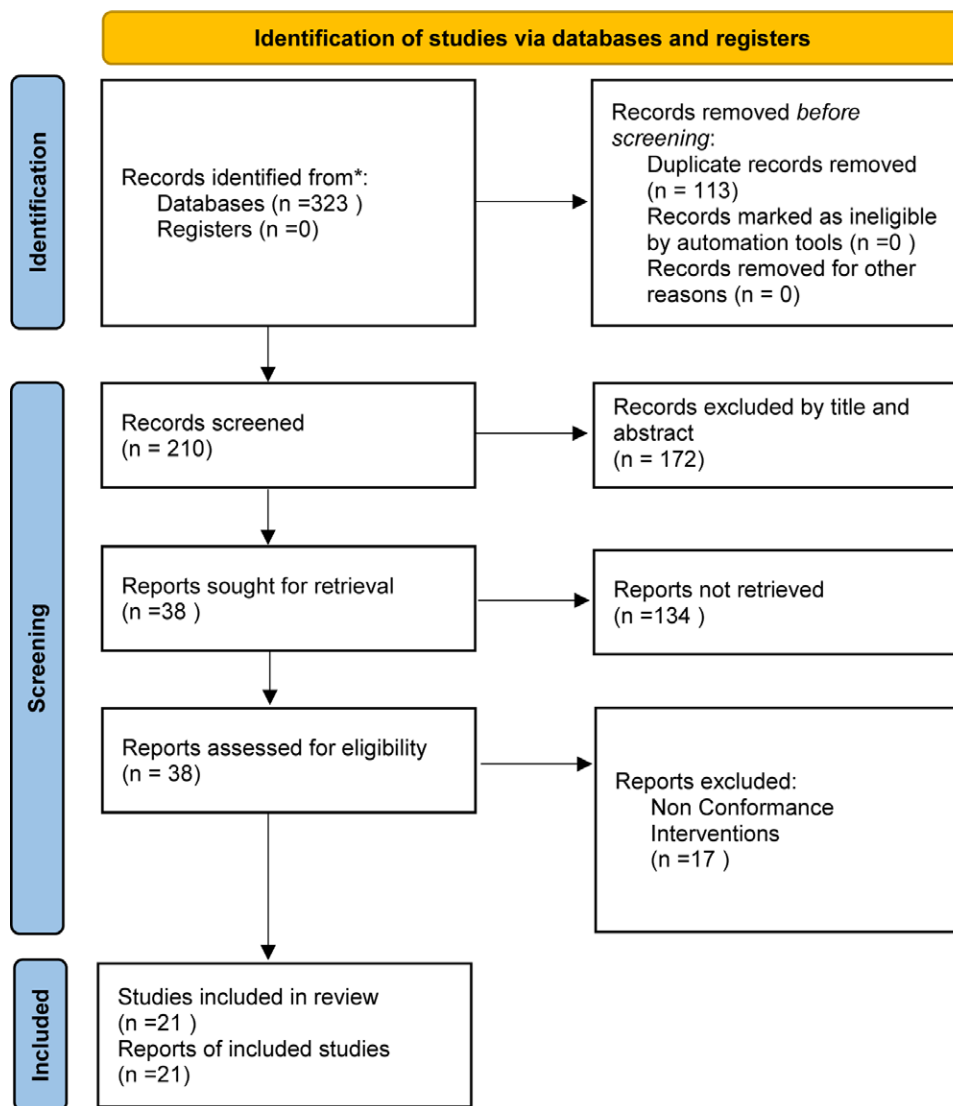 Identification of studies via databases and registers
Identification
Records identified from*:
Databases (n =323 )
Registers (n =0)
Records removed before
screening:
Duplicate records removed
(n = 113)
Records marked as ineligible
by automation tools (n =0 )
Records removed for other
reasons (n = 0)
Screening
Records screened
(n = 210)
Records excluded by title and
abstract
(n = 172)
Reports sought for retrieval
(n =38 )
Reports not retrieved
(n =134 )
Reports assessed for eligibility
(n = 38)
Reports excluded:
Non Conformance
Interventions
(n =17 )
Included
Studies included in review
(n =21 )
Reports of included studies
(n =21)